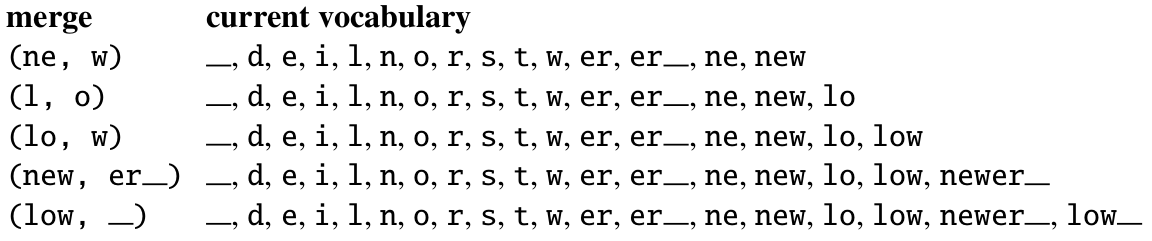 merge current vocabulary
(ne, w) _, d, e, i, l, n, o, r, s, t, w, er, er_, ne, new
(l, o) _, d, e, i, l, n, o, r, s, t, w, er, er_, ne, new, lo
(lo, w) _, d, e, i, l, n, o, r, s, t, w, er, er_, ne, new, lo, low
(new, er_) _, d, e, i, l, n, o, r, s, t, w, er, er_, ne, new, lo, low, newer_
(low, _) _, d, e, i, l, n, o, r, s, t, w, er, er_, ne, new, lo, low, newer_, low_